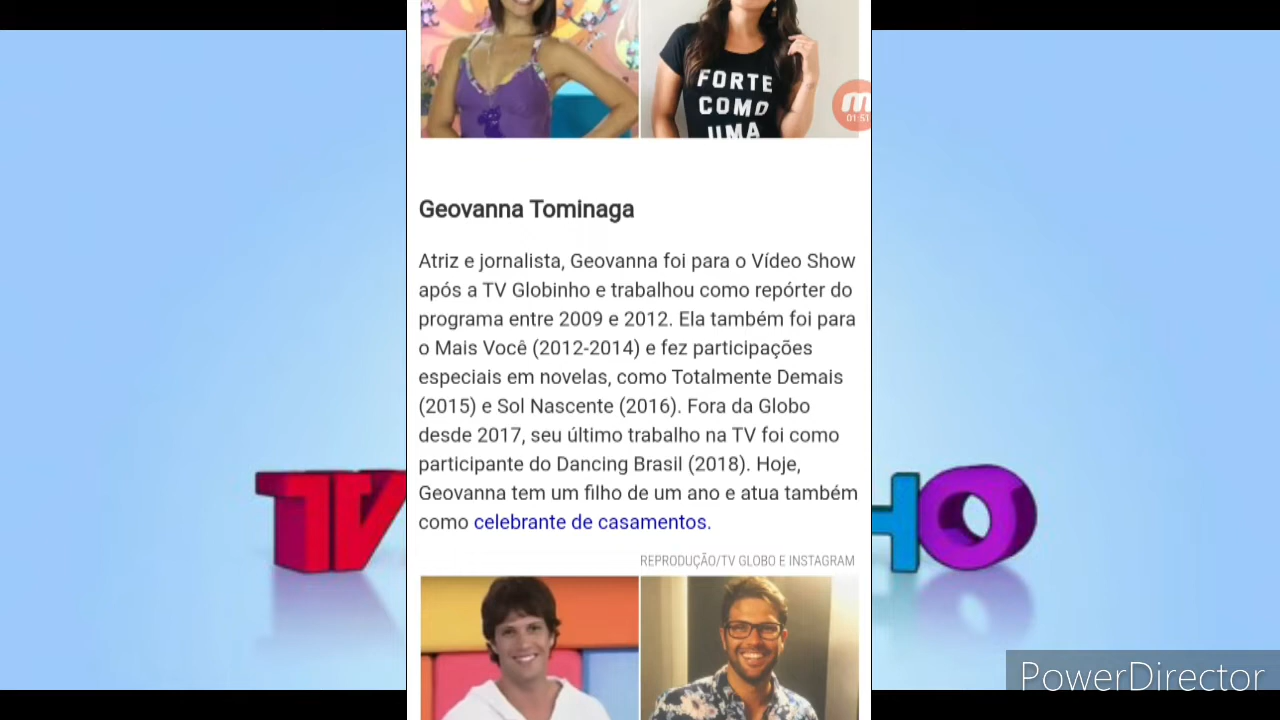 FORTE
COMO
UMA
01:51
Geovanna Tominaga
Atriz e jornalista, Geovanna foi para o Vídeo Show
após a TV Globinho e trabalhou como repórter do
programa entre 2009 e 2012. Ela também foi para
o Mais Você (2012-2014) e fez participações
especiais em novelas, como Totalmente Demais
(2015) e Sol Nascente (2016). Fora da Globo
desde 2017, seu último trabalho na TV foi como
participante do Dancing Brasil (2018). Hoje,
Geovanna tem um filho de um ano e atua também
como celebrante de casamentos.
REPRODUÇÃO/TV GLOBO E INSTAGRAM
TV HO
PowerDirector